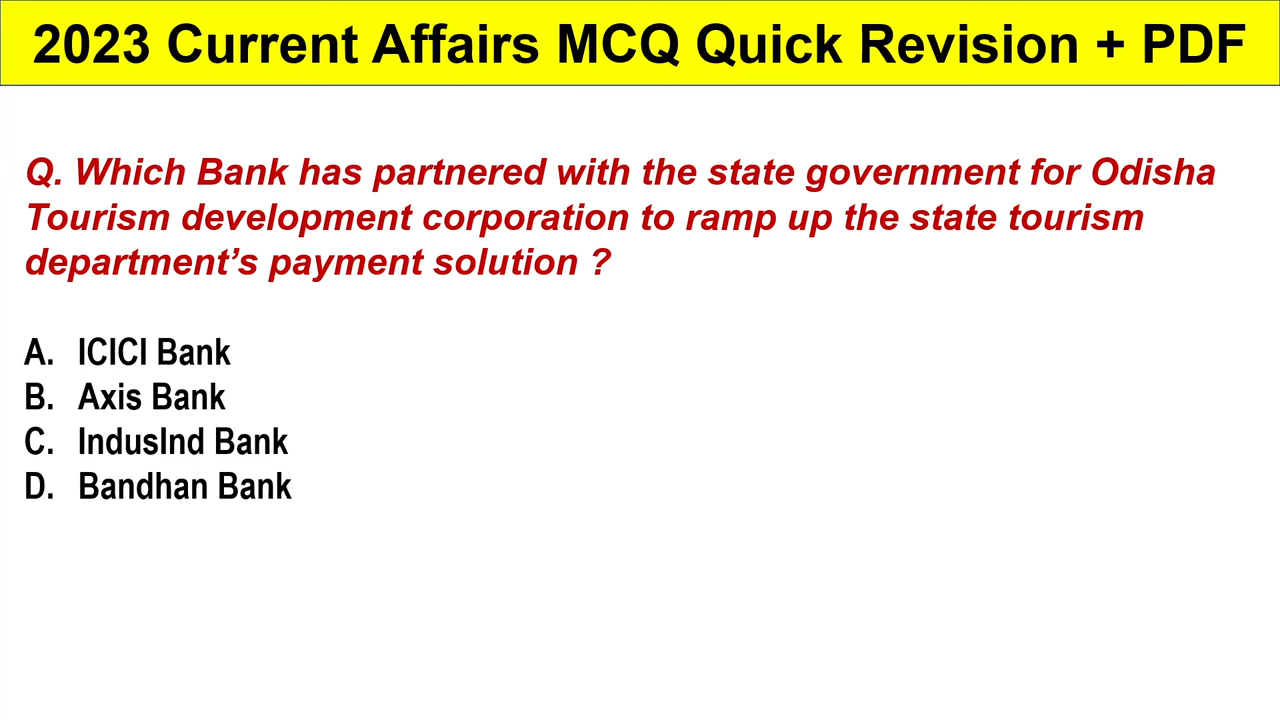 2023 Current Affairs MCQ Quick Revision + PDF
Q. Which Bank has partnered with the state government for Odisha
Tourism development corporation to ramp up the state tourism
department’s payment solution ?
A. ICICI Bank
B. Axis Bank
C. IndusInd Bank
D. Bandhan Bank